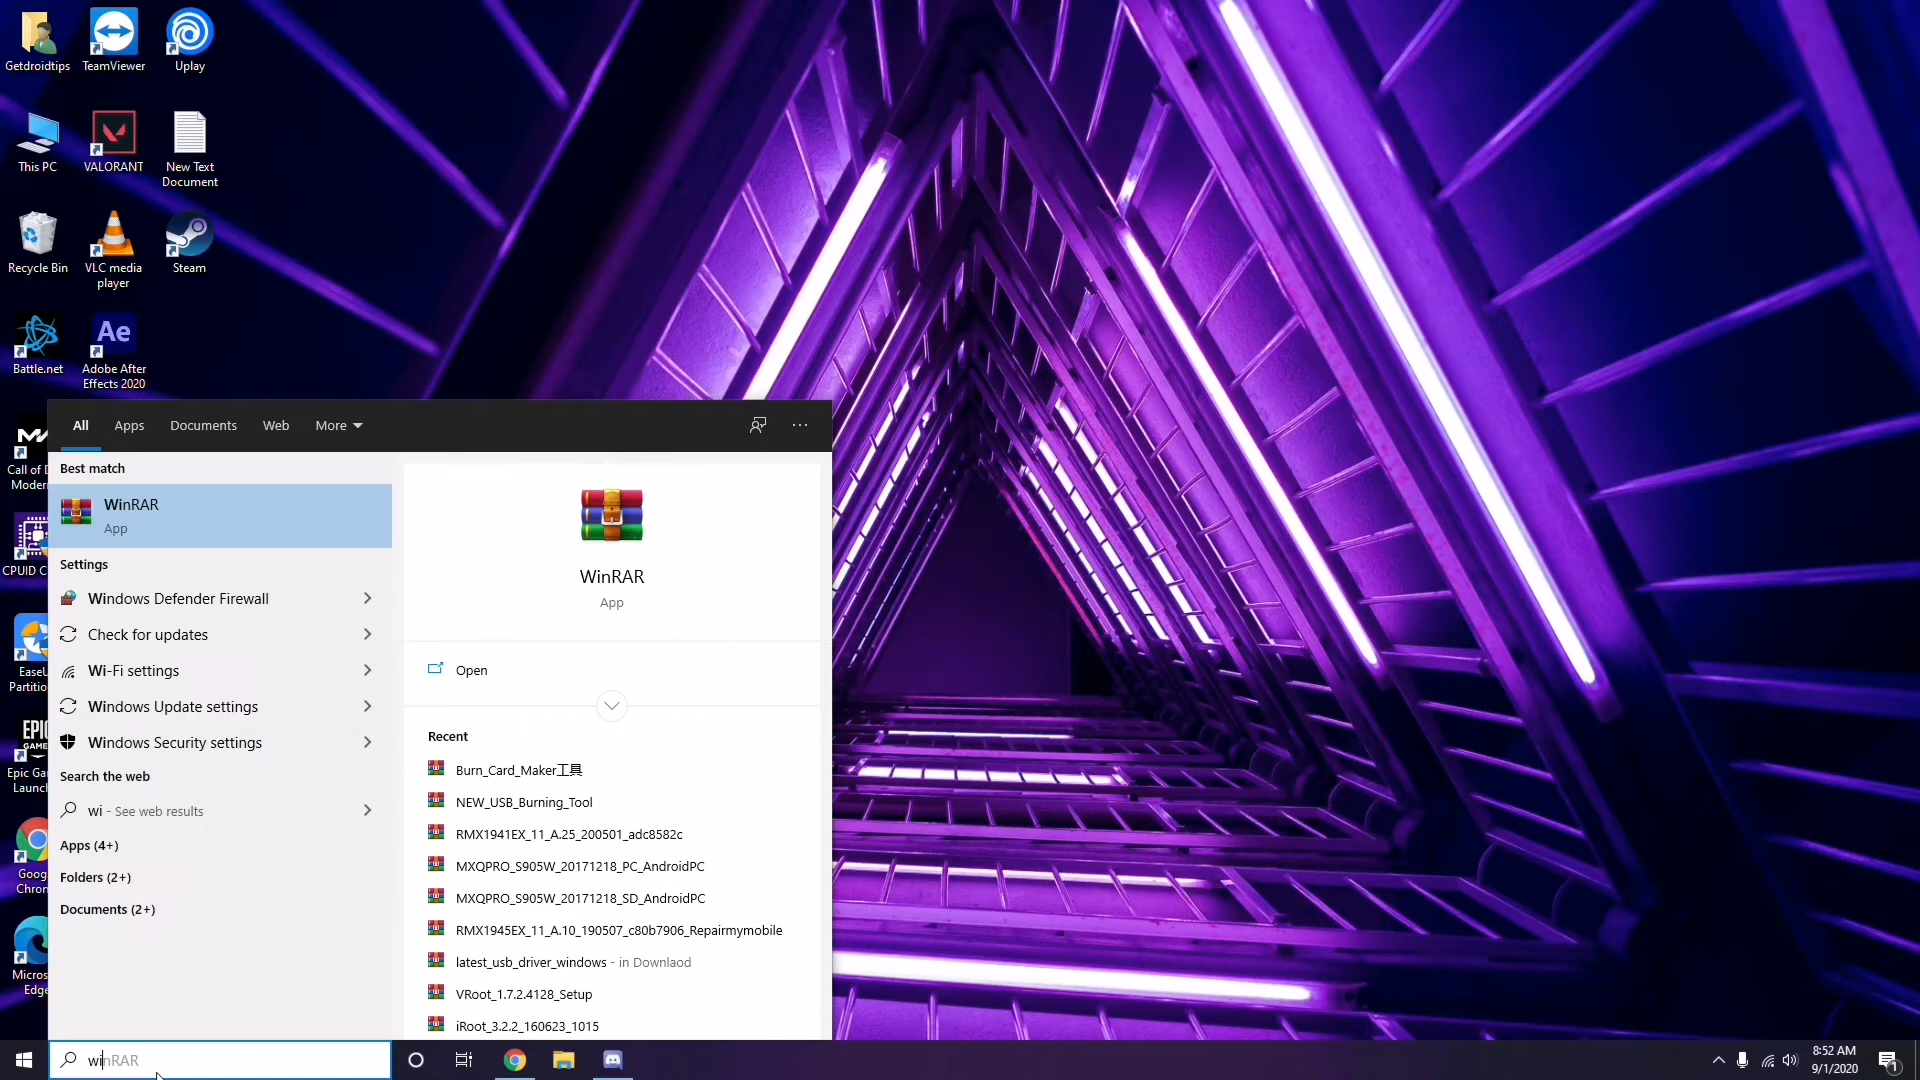 Getdroidtips
TeamViewer
Uplay
This PC
VALORANT
New Text
Document
Recycle Bin
VLC media
player
Steam
Battle.net
Ae
Adobe After
Effects 2020
Call of D
Modern
CPUID C
EaseU
Partition
EPIC
GAME
Epic Ga
Launch
Goog
Chron
Micros
Edge
All
Apps
Documents
Web
More
Best match
WinRAR
App
Settings
Windows Defender Firewall
Check for updates
Wi-Fi settings
Windows Update settings
Windows Security settings
Search the web
wi - See web results
Apps (4+)
Folders (2+)
Documents (2+)
WinRAR
App
Open
Recent
Burn_Card_Maker工具
NEW_USB_Burning_Tool
RMX1941EX_11_A.25_200501_adc8582c
MXQPRO_S905W_20171218_PC_AndroidPC
MXQPRO_S905W_20171218_SD_AndroidPC
RMX1945EX_11_A.10_190507_c80b7906_Repairmymobile
latest_usb_driver_windows - in Downlaod
VRoot_1.7.2.4128_Setup
iRoot_3.2.2_160623_1015
winRAR
8:52 AM
9/1/2020
1